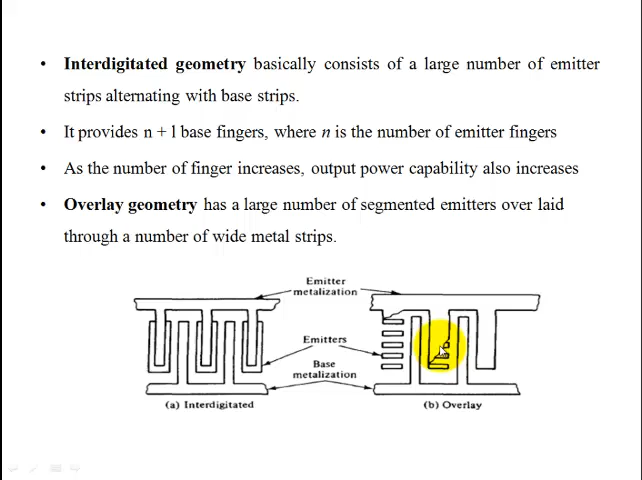 • Interdigitated geometry basically consists of a large number of emitter
strips alternating with base strips.
• It provides n + 1 base fingers, where n is the number of emitter fingers
• As the number of finger increases, output power capability also increases
• Overlay geometry has a large number of segmented emitters over laid
through a number of wide metal strips.
Emitter
metalization
Emitters
Base
metalization
(a) Interdigitated
(b) Overlay